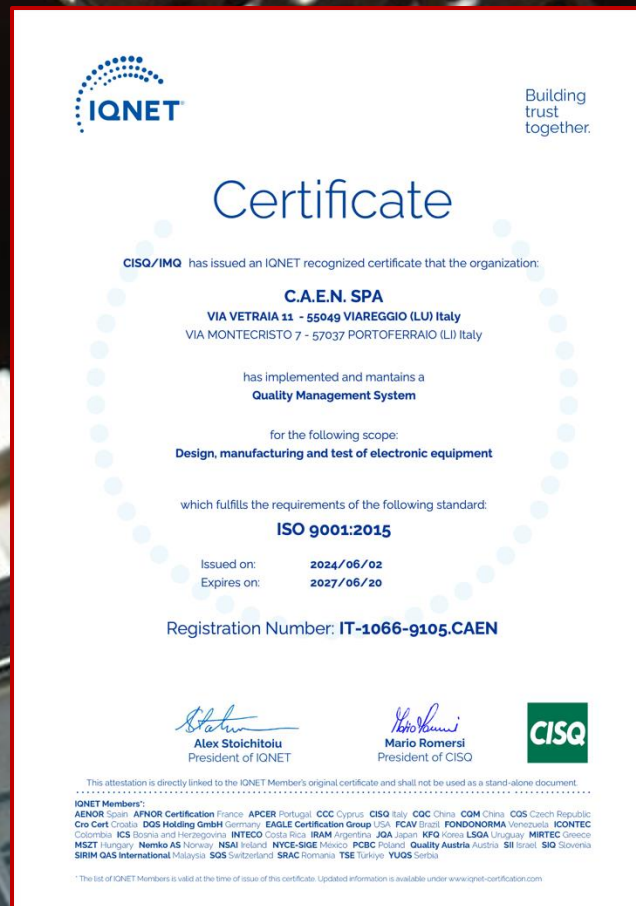 IQNET
Building
trust
together.
Certificate
CISQ/IMQ has issued an IQNET recognized certificate that the organization:
C.A.E.N. SPA
VIA VETRAIA 11 - 55049 VIAREGGIO (LU) Italy
VIA MONTECRISTO 7 - 57037 PORTOFERRAIO (LI) Italy
has implemented and mantains a
Quality Management System
for the following scope:
Design, manufacturing and test of electronic equipment
which fulfills the requirements of the following standard:
ISO 9001:2015
Issued on: 2024/06/02
Expires on: 2027/06/20
Registration Number: IT-1066-9105.CAEN
Alex Stoichitoiu
President of IQNET
Mario Romersi
President of CISQ
CISQ
This attestation is directly linked to the IQNET Member's original certificate and shall not be used as a stand-alone document.
IQNET Members*:
AENOR Spain AFNOR Certification France APCER Portugal CCC Cyprus CISQ Italy CQC China CQM China CQS Czech Republic
Cro Cert Croatia DQS Holding GmbH Germany EAGLE Certification Group USA FCAV Brazil FONDONORMA Venezuela ICONTEC
Colombia ICS Bosnia and Herzegovina INTECO Costa Rica IRAM Argentina JQA Japan KFQ Korea LSQA Uruguay MIRTEC Greece
MSZT Hungary Nemko AS Norway NSAI Ireland NYCE-SIGE México PCBC Poland Quality Austria Austria SII Israel SIQ Slovenia
SIRIM QAS International Malaysia SQS Switzerland SRAC Romania TSE Türkiye YUQS Serbia
* The list of IQNET Members is valid at the time of issue of this certificate. Updated information is available under www.iqnet-certification.com